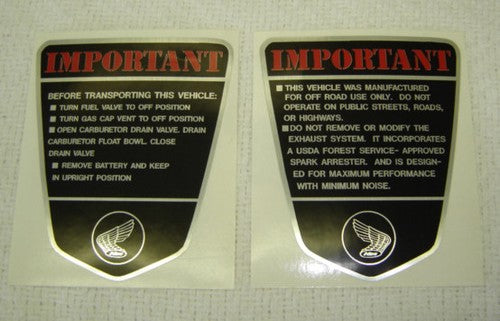 IMPORTANT
BEFORE TRANSPORTING THIS VEHICLE:
■ TURN FUEL VALVE TO OFF POSITION
■ TURN GAS CAP VENT TO OFF POSITION
■ OPEN CARBURETOR DRAIN VALVE. DRAIN
CARBURETOR FLOAT BOWL. CLOSE
DRAIN VALVE
■ REMOVE BATTERY AND KEEP
IN UPRIGHT POSITION
IMPORTANT
■ THIS VEHICLE WAS MANUFACTURED
FOR OFF ROAD USE ONLY. DO NOT
OPERATE ON PUBLIC STREETS, ROADS,
OR HIGHWAYS.
■ DO NOT REMOVE OR MODIFY THE
EXHAUST SYSTEM. IT INCORPORATES
A USDA FOREST SERVICE- APPROVED
SPARK ARRESTER. AND IS DESIGN-
ED FOR MAXIMUM PERFORMANCE
WITH MINIMUM NOISE.